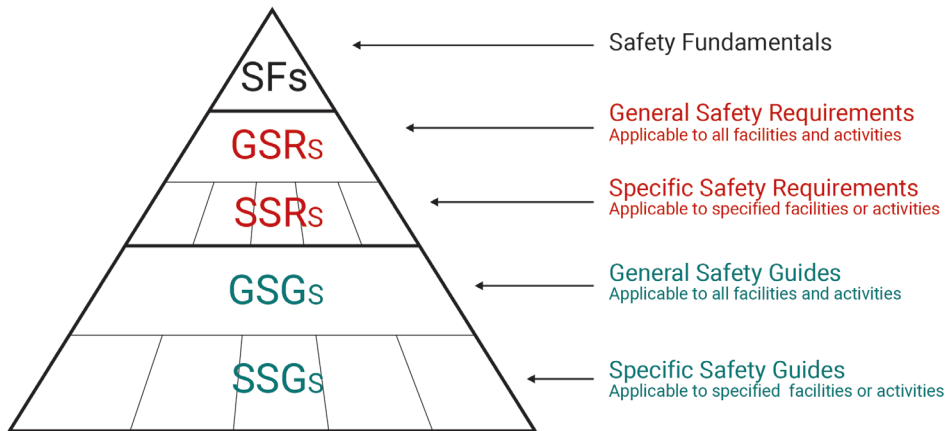 SFs
Safety Fundamentals
GSRs
General Safety Requirements
Applicable to all facilities and activities
SSRs
Specific Safety Requirements
Applicable to specified facilities or activities
GSGs
General Safety Guides
Applicable to all facilities and activities
SSGs
Specific Safety Guides
Applicable to specified facilities or activities